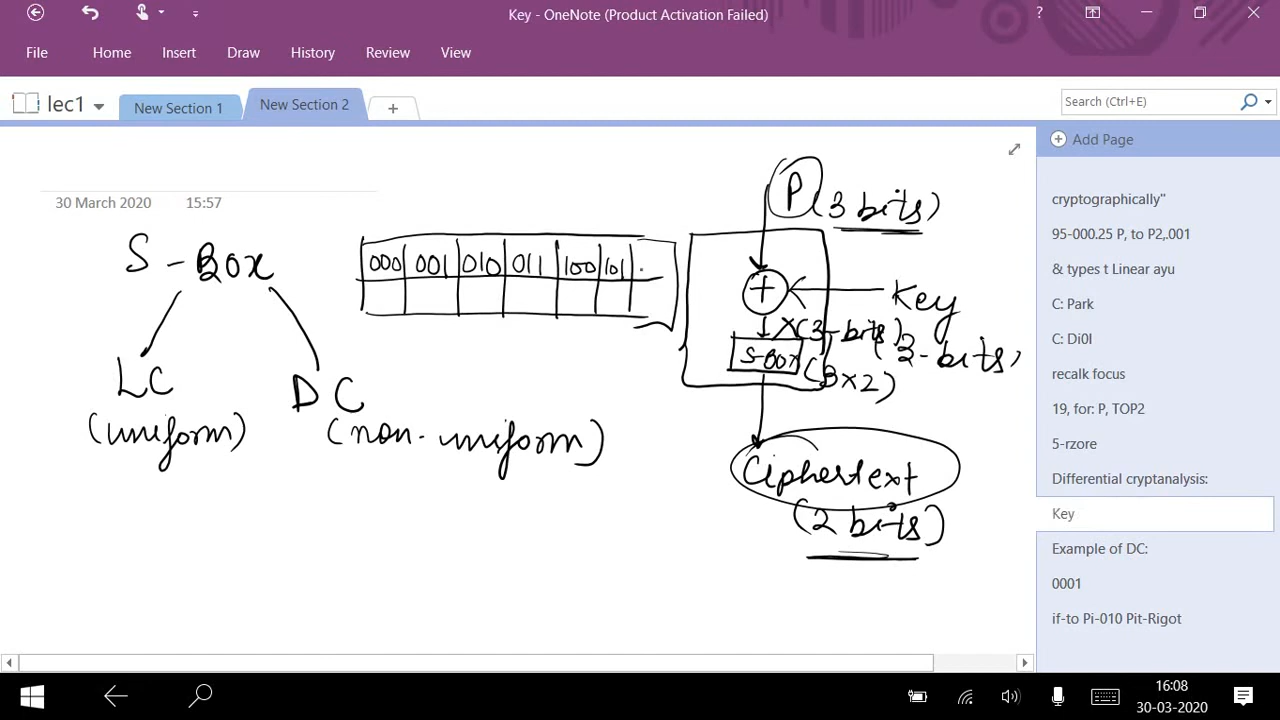 Key - OneNote (Product Activation Failed)
?
File Home Insert Draw History Review View
lec1 New Section 1 New Section 2 +
Search (Ctrl+E)
Add Page
30 March 2020 15:57
S - Box
LC DC
(uniform) (non-uniform)
000 001 010 011 100 101
P (3 bits)
+
Key
(3-bits)
X(3-bits)
S-Box
(3x2)
Ciphertext
(2 bits)
cryptographically"
95-000.25 P, to P2,.001
& types t Linear ayu
C: Park
C: Di0l
recalk focus
19, for: P, TOP2
5-rzore
Differential cryptanalysis:
Key
Example of DC:
0001
if-to Pi-010 Pit-Rigot
16:08
30-03-2020